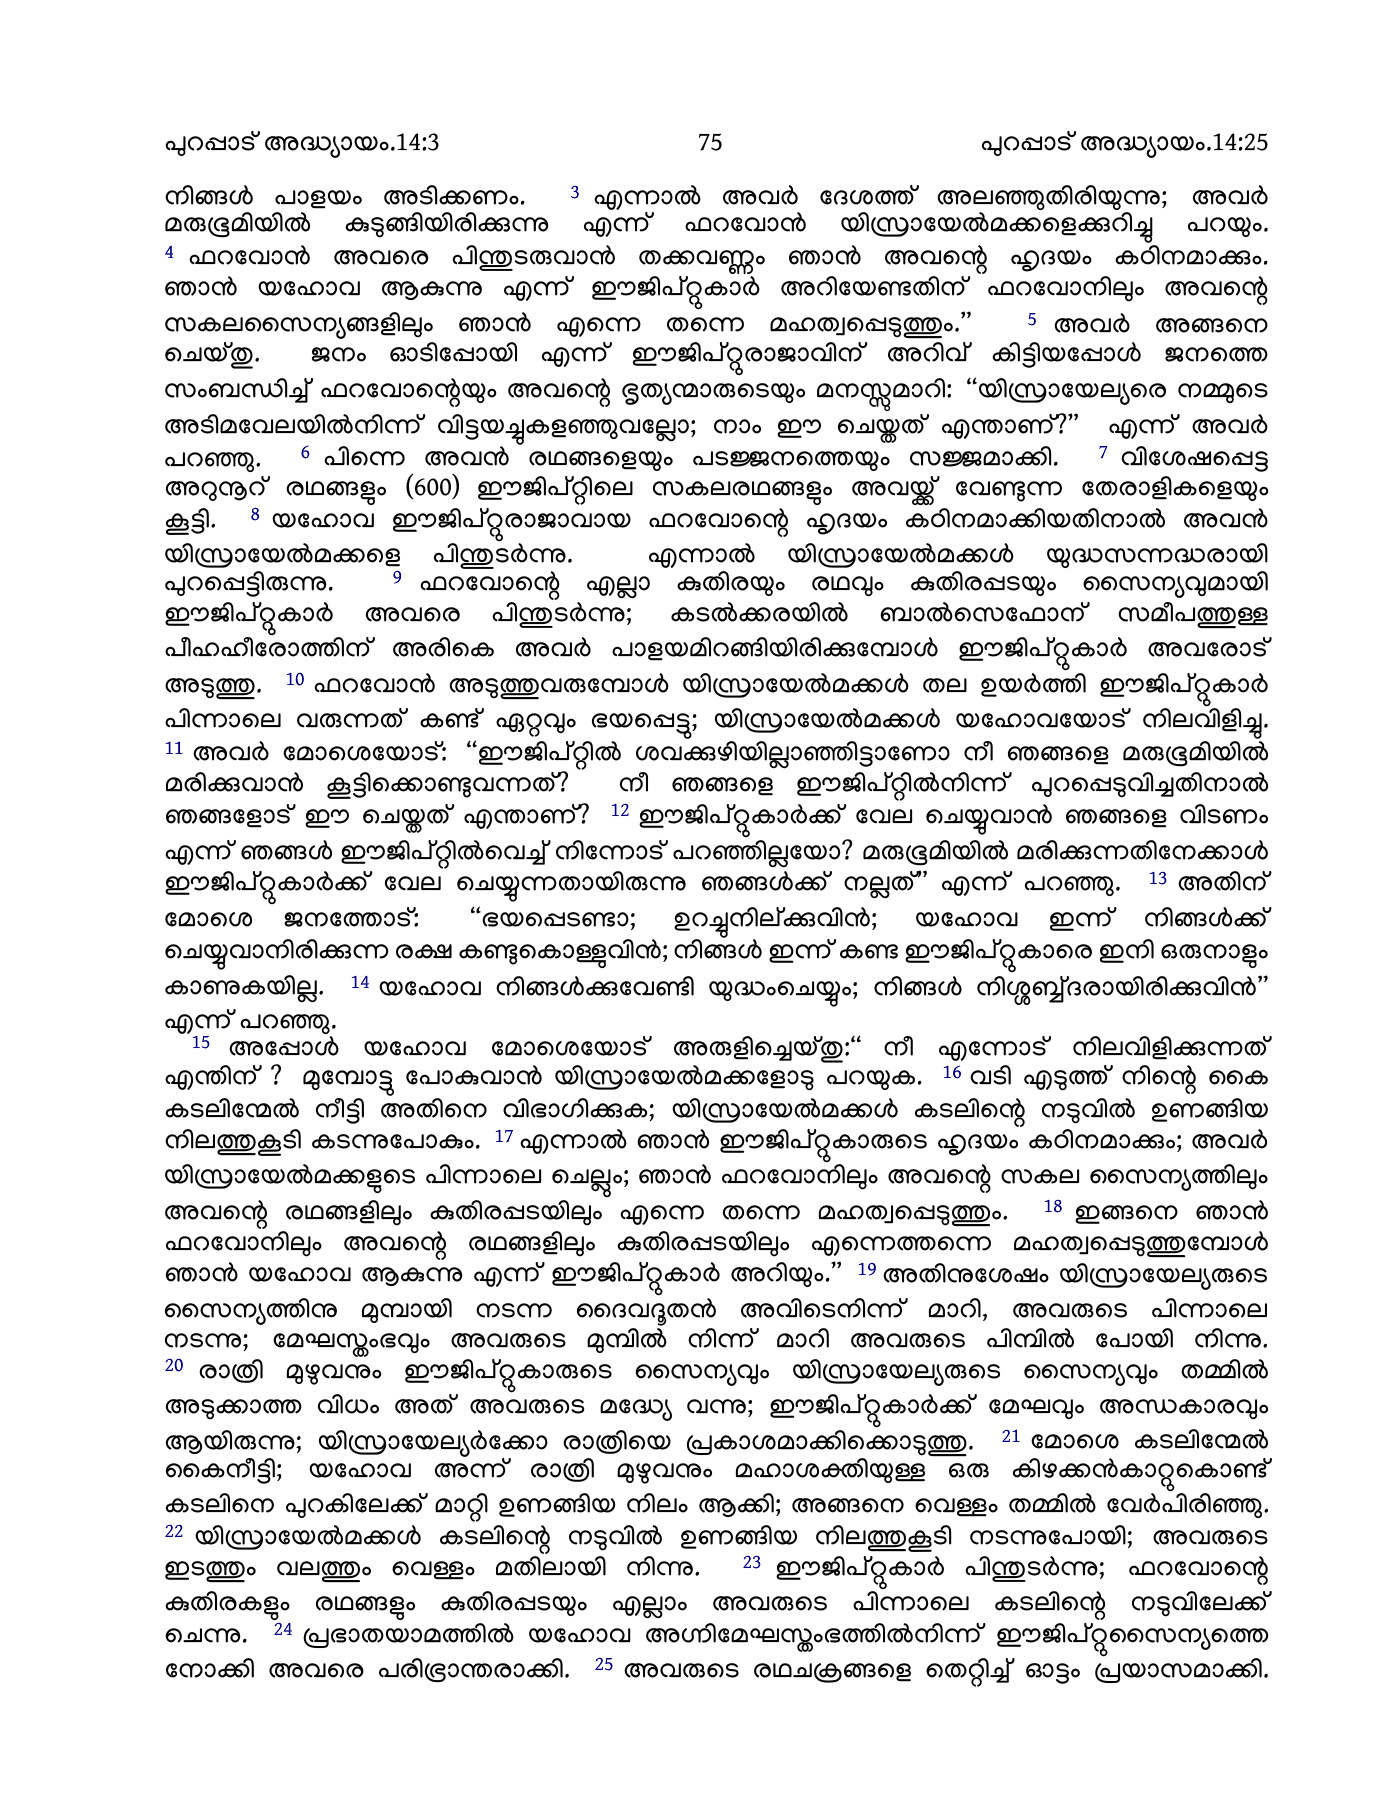 പുറപ്പാട് അദ്ധ്യായം.14:3 75 പുറപ്പാട് അദ്ധ്യായം.14:25
നിങ്ങൾ പാളയം അടിക്കണം. 3 എന്നാൽ അവർ ദേശത്ത് അലഞ്ഞുതിരിയുന്നു; അവർ
മരുഭൂമിയിൽ കുടുങ്ങിയിരിക്കുന്നു എന്ന് ഫറവോൻ യിസ്രായേൽമക്കളെക്കുറിച്ചു പറയും.
4 ഫറവോൻ അവരെ പിന്തുടരുവാൻ തക്കവണ്ണം ഞാൻ അവന്റെ ഹൃദയം കഠിനമാക്കും.
ഞാൻ യഹോവ ആകുന്നു എന്ന് ഈജിപ്റ്റുകാർ അറിയേണ്ടതിന് ഫറവോനിലും അവന്റെ
സകലസൈന്യങ്ങളിലും ഞാൻ എന്നെ തന്നെ മഹത്വപ്പെടുത്തും.” 5 അവർ അങ്ങനെ
ചെയ്തു. ജനം ഓടിപ്പോയി എന്ന് ഈജിപ്റ്റുരാജാവിന് അറിവ് കിട്ടിയപ്പോൾ ജനത്തെ
സംബന്ധിച്ച് ഫറവോന്റെയും അവന്റെ ഭൃത്യന്മാരുടെയും മനസ്സുമാറി: “യിസ്രായേല്യരെ നമ്മുടെ
അടിമവേലയിൽനിന്ന് വിട്ടയച്ചുകളഞ്ഞുവല്ലോ; നാം ഈ ചെയ്തത് എന്താണ്?” എന്ന് അവർ
പറഞ്ഞു. 6 പിന്നെ അവൻ രഥങ്ങളെയും പടജ്ജനത്തെയും സജ്ജമാക്കി. 7 വിശേഷപ്പെട്ട
അറുനൂറ് രഥങ്ങളും (600) ഈജിപ്റ്റിലെ സകലരഥങ്ങളും അവയ്ക്ക് വേണ്ടുന്ന തേരാളികളെയും
കൂട്ടി. 8 യഹോവ ഈജിപ്റ്റുരാജാവായ ഫറവോന്റെ ഹൃദയം കഠിനമാക്കിയതിനാൽ അവൻ
യിസ്രായേൽമക്കളെ പിന്തുടർന്നു. എന്നാൽ യിസ്രായേൽമക്കൾ യുദ്ധസന്നദ്ധരായി
പുറപ്പെട്ടിരുന്നു. 9 ഫറവോന്റെ എല്ലാ കുതിരയും രഥവും കുതിരപ്പടയും സൈന്യവുമായി
ഈജിപ്റ്റുകാർ അവരെ പിന്തുടർന്നു; കടൽക്കരയിൽ ബാൽസെഫോന് സമീപത്തുള്ള
പീഹഹീരോത്തിന് അരികെ അവർ പാളയമിറങ്ങിയിരിക്കുമ്പോൾ ഈജിപ്റ്റുകാർ അവരോട്
അടുത്തു. 10 ഫറവോൻ അടുത്തുവരുമ്പോൾ യിസ്രായേൽമക്കൾ തല ഉയർത്തി ഈജിപ്റ്റുകാർ
പിന്നാലെ വരുന്നത് കണ്ട് ഏറ്റവും ഭയപ്പെട്ടു; യിസ്രായേൽമക്കൾ യഹോവയോട് നിലവിളിച്ചു.
11 അവർ മോശെയോട്: “ഈജിപ്റ്റിൽ ശവക്കുഴിയില്ലാഞ്ഞിട്ടാണോ നീ ഞങ്ങളെ മരുഭൂമിയിൽ
മരിക്കുവാൻ കൂട്ടിക്കൊണ്ടുവന്നത്? നീ ഞങ്ങളെ ഈജിപ്റ്റിൽനിന്ന് പുറപ്പെടുവിച്ചതിനാൽ
ഞങ്ങളോട് ഈ ചെയ്തത് എന്താണ്? 12 ഈജിപ്റ്റുകാർക്ക് വേല ചെയ്യുവാൻ ഞങ്ങളെ വിടണം
എന്ന് ഞങ്ങൾ ഈജിപ്റ്റിൽവെച്ച് നിന്നോട് പറഞ്ഞില്ലയോ? മരുഭൂമിയിൽ മരിക്കുന്നതിനേക്കാൾ
ഈജിപ്റ്റുകാർക്ക് വേല ചെയ്യുന്നതായിരുന്നു ഞങ്ങൾക്ക് നല്ലത്” എന്ന് പറഞ്ഞു. 13 അതിന്
മോശെ ജനത്തോട്: “ഭയപ്പെടണ്ടാ; ഉറച്ചുനില്ക്കുവിൻ; യഹോവ ഇന്ന് നിങ്ങൾക്ക്
ചെയ്യുവാനിരിക്കുന്ന രക്ഷ കണ്ടുകൊള്ളുവിൻ; നിങ്ങൾ ഇന്ന് കണ്ട ഈജിപ്റ്റുകാരെ ഇനി ഒരുനാളും
കാണുകയില്ല. 14 യഹോവ നിങ്ങൾക്കുവേണ്ടി യുദ്ധംചെയ്യും; നിങ്ങൾ നിശ്ശബ്ബ്ദരായിരിക്കുവിൻ”
എന്ന് പറഞ്ഞു.
15 അപ്പോൾ യഹോവ മോശെയോട് അരുളിച്ചെയ്തു:“ നീ എന്നോട് നിലവിളിക്കുന്നത്
എന്തിന് ? മുമ്പോട്ടു പോകുവാൻ യിസ്രായേൽമക്കളോടു പറയുക. 16 വടി എടുത്ത് നിന്റെ കൈ
കടലിന്മേൽ നീട്ടി അതിനെ വിഭാഗിക്കുക; യിസ്രായേൽമക്കൾ കടലിന്റെ നടുവിൽ ഉണങ്ങിയ
നിലത്തുകൂടി കടന്നുപോകും. 17 എന്നാൽ ഞാൻ ഈജിപ്റ്റുകാരുടെ ഹൃദയം കഠിനമാക്കും; അവർ
യിസ്രായേൽമക്കളുടെ പിന്നാലെ ചെല്ലും; ഞാൻ ഫറവോനിലും അവന്റെ സകല സൈന്യത്തിലും
അവന്റെ രഥങ്ങളിലും കുതിരപ്പടയിലും എന്നെ തന്നെ മഹത്വപ്പെടുത്തും. 18 ഇങ്ങനെ ഞാൻ
ഫറവോനിലും അവന്റെ രഥങ്ങളിലും കുതിരപ്പടയിലും എന്നെത്തന്നെ മഹത്വപ്പെടുത്തുമ്പോൾ
ഞാൻ യഹോവ ആകുന്നു എന്ന് ഈജിപ്റ്റുകാർ അറിയും.” 19 അതിനുശേഷം യിസ്രായേല്യരുടെ
സൈന്യത്തിനു മുമ്പായി നടന്ന ദൈവദൂതൻ അവിടെനിന്ന് മാറി, അവരുടെ പിന്നാലെ
നടന്നു; മേഘസ്തംഭവും അവരുടെ മുമ്പിൽ നിന്ന് മാറി അവരുടെ പിമ്പിൽ പോയി നിന്നു.
20 രാത്രി മുഴുവനും ഈജിപ്റ്റുകാരുടെ സൈന്യവും യിസ്രായേല്യരുടെ സൈന്യവും തമ്മിൽ
അടുക്കാത്ത വിധം അത് അവരുടെ മദ്ധ്യേ വന്നു; ഈജിപ്റ്റുകാർക്ക് മേഘവും അന്ധകാരവും
ആയിരുന്നു; യിസ്രായേല്യർക്കോ രാത്രിയെ പ്രകാശമാക്കിക്കൊടുത്തു. 21 മോശെ കടലിന്മേൽ
കൈനീട്ടി; യഹോവ അന്ന് രാത്രി മുഴുവനും മഹാശക്തിയുള്ള ഒരു കിഴക്കൻകാറ്റുകൊണ്ട്
കടലിനെ പുറകിലേക്ക് മാറ്റി ഉണങ്ങിയ നിലം ആക്കി; അങ്ങനെ വെള്ളം തമ്മിൽ വേർപിരിഞ്ഞു.
22 യിസ്രായേൽമക്കൾ കടലിന്റെ നടുവിൽ ഉണങ്ങിയ നിലത്തുകൂടി നടന്നുപോയി; അവരുടെ
ഇടത്തും വലത്തും വെള്ളം മതിലായി നിന്നു. 23 ഈജിപ്റ്റുകാർ പിന്തുടർന്നു; ഫറവോന്റെ
കുതിരകളും രഥങ്ങളും കുതിരപ്പടയും എല്ലാം അവരുടെ പിന്നാലെ കടലിന്റെ നടുവിലേക്ക്
ചെന്നു. 24 പ്രഭാതയാമത്തിൽ യഹോവ അഗ്നിമേഘസ്തംഭത്തിൽനിന്ന് ഈജിപ്റ്റുസൈന്യത്തെ
നോക്കി അവരെ പരിഭ്രാന്തരാക്കി. 25 അവരുടെ രഥചക്രങ്ങളെ തെറ്റിച്ച് ഓട്ടം പ്രയാസമാക്കി.